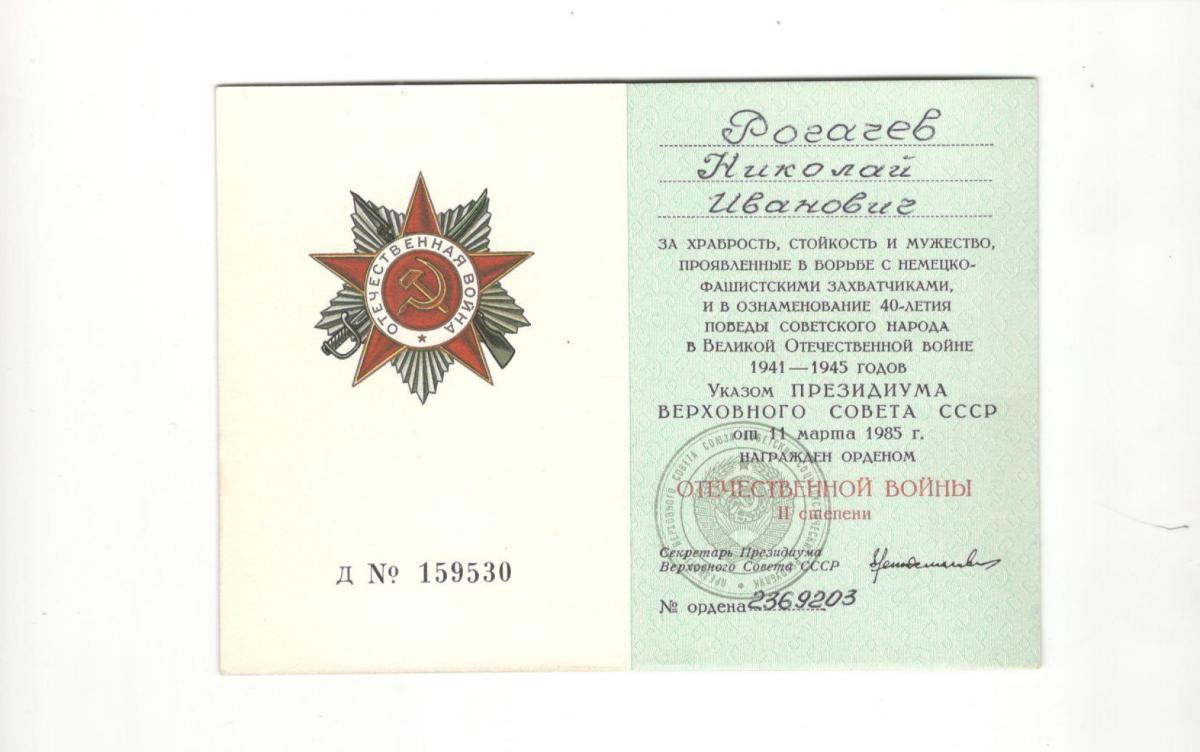 ОТЕЧЕСТВЕННАЯ ВОЙНА
Д № 159530
Рогачев
Николай
Иванович
ЗА ХРАБРОСТЬ, СТОЙКОСТЬ И МУЖЕСТВО,
ПРОЯВЛЕННЫЕ В БОРЬБЕ С НЕМЕЦКО-
ФАШИСТСКИМИ ЗАХВАТЧИКАМИ,
И В ОЗНАМЕНОВАНИЕ 40-ЛЕТИЯ
ПОБЕДЫ СОВЕТСКОГО НАРОДА
В ВЕЛИКОЙ ОТЕЧЕСТВЕННОЙ ВОЙНЕ
1941—1945 ГОДОВ
УКАЗОМ ПРЕЗИДИУМА
ВЕРХОВНОГО СОВЕТА СССР
от 11 марта 1985 г.
НАГРАЖДЕН ОРДЕНОМ
ОТЕЧЕСТВЕННОЙ ВОЙНЫ
II степени
Секретарь Президиума
Верховного Совета СССР
№ ордена 2369203